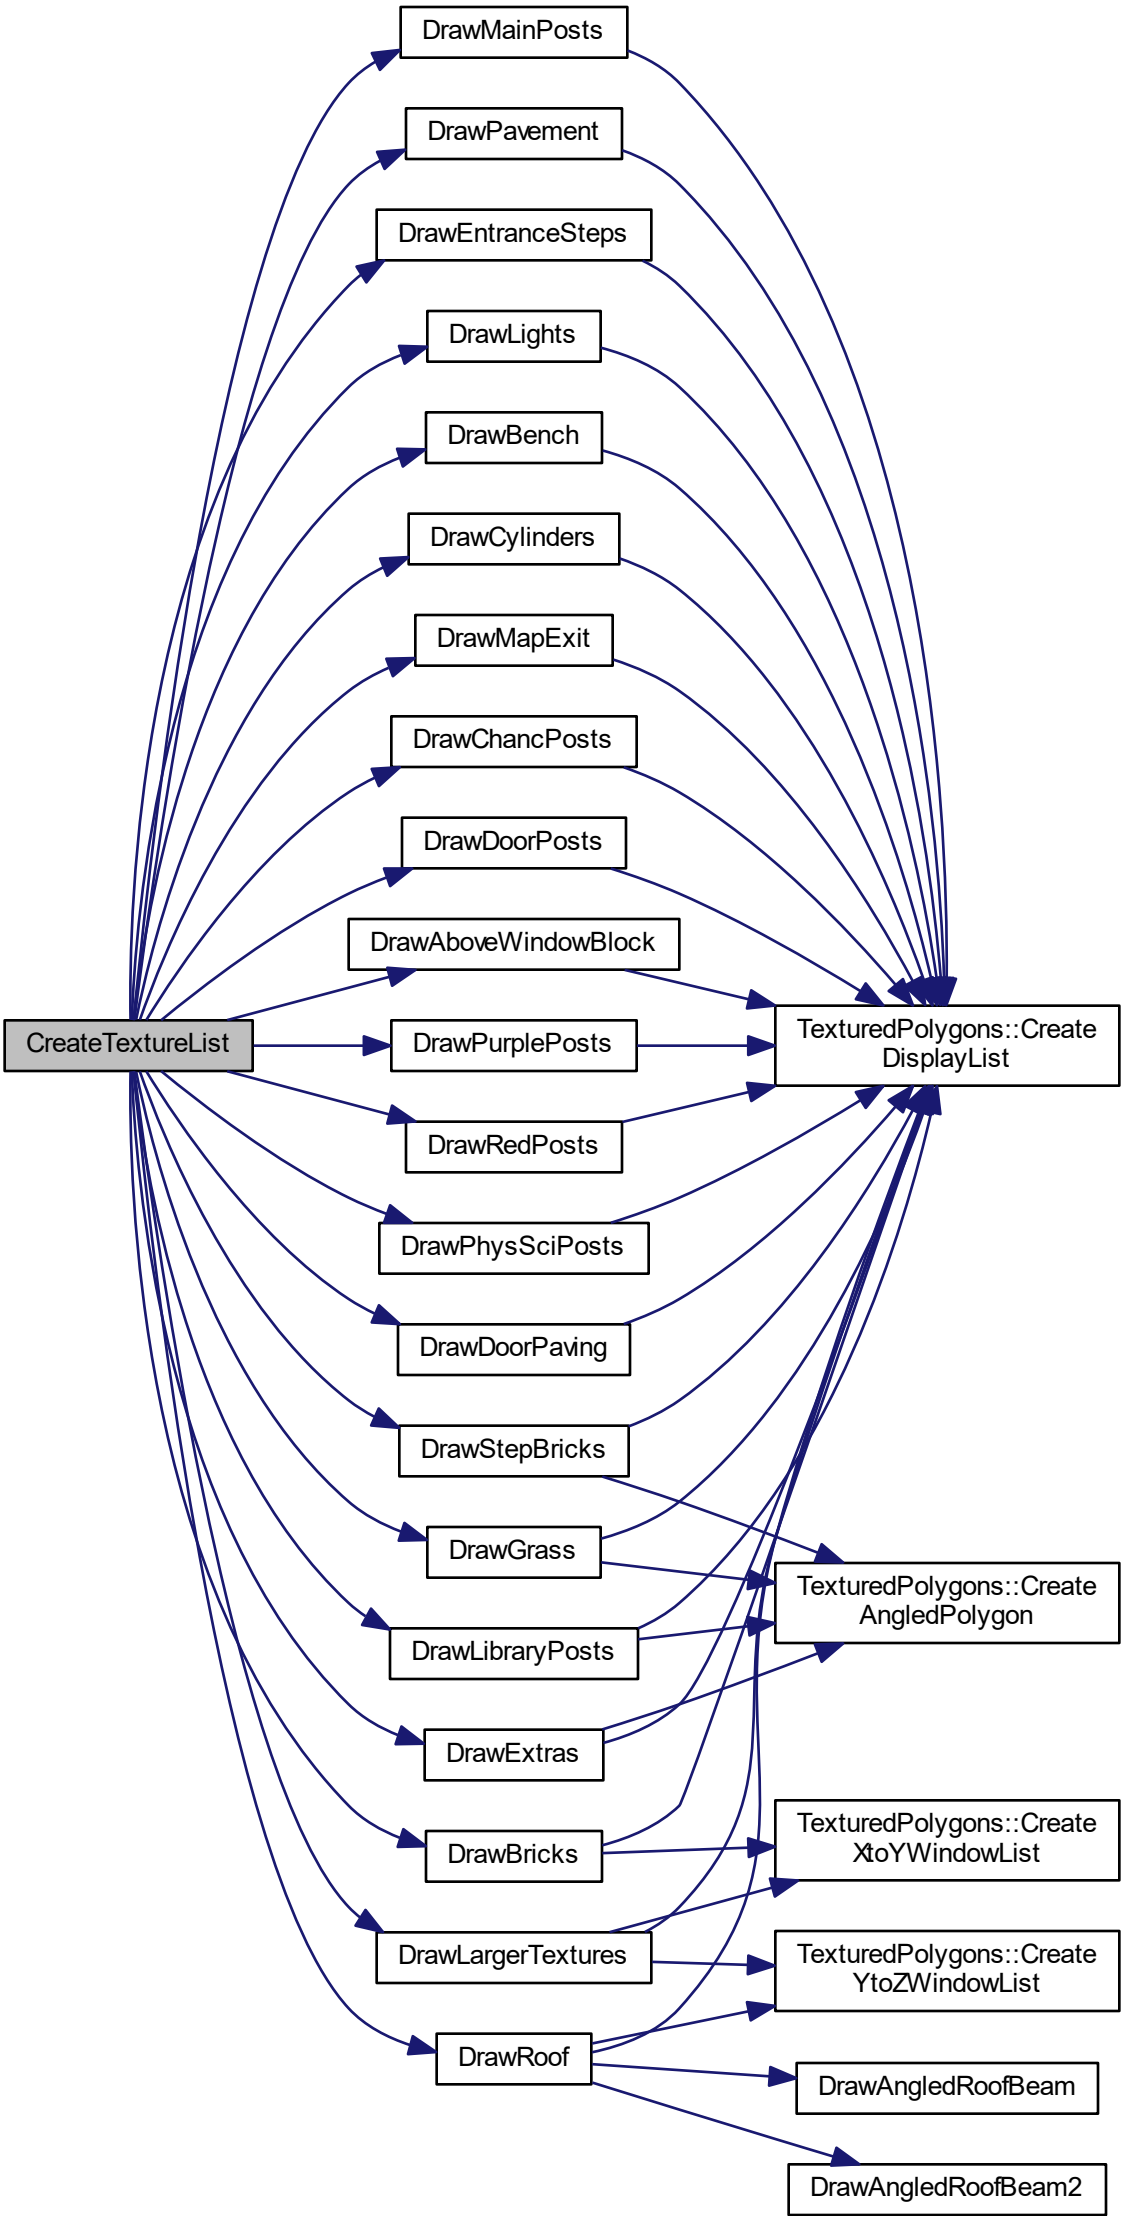 DrawMainPosts
DrawPavement
DrawEntranceSteps
DrawLights
DrawBench
DrawCylinders
DrawMapExit
DrawChancPosts
DrawDoorPosts
DrawAboveWindowBlock
CreateTextureList
DrawPurplePosts
TexturedPolygons::Create
DisplayList
DrawRedPosts
DrawPhysSciPosts
DrawDoorPaving
DrawStepBricks
DrawGrass
TexturedPolygons::Create
AngledPolygon
DrawLibraryPosts
DrawExtras
DrawBricks
TexturedPolygons::Create
XtoYWindowList
DrawLargerTextures
TexturedPolygons::Create
YtoZWindowList
DrawRoof
DrawAngledRoofBeam
DrawAngledRoofBeam2